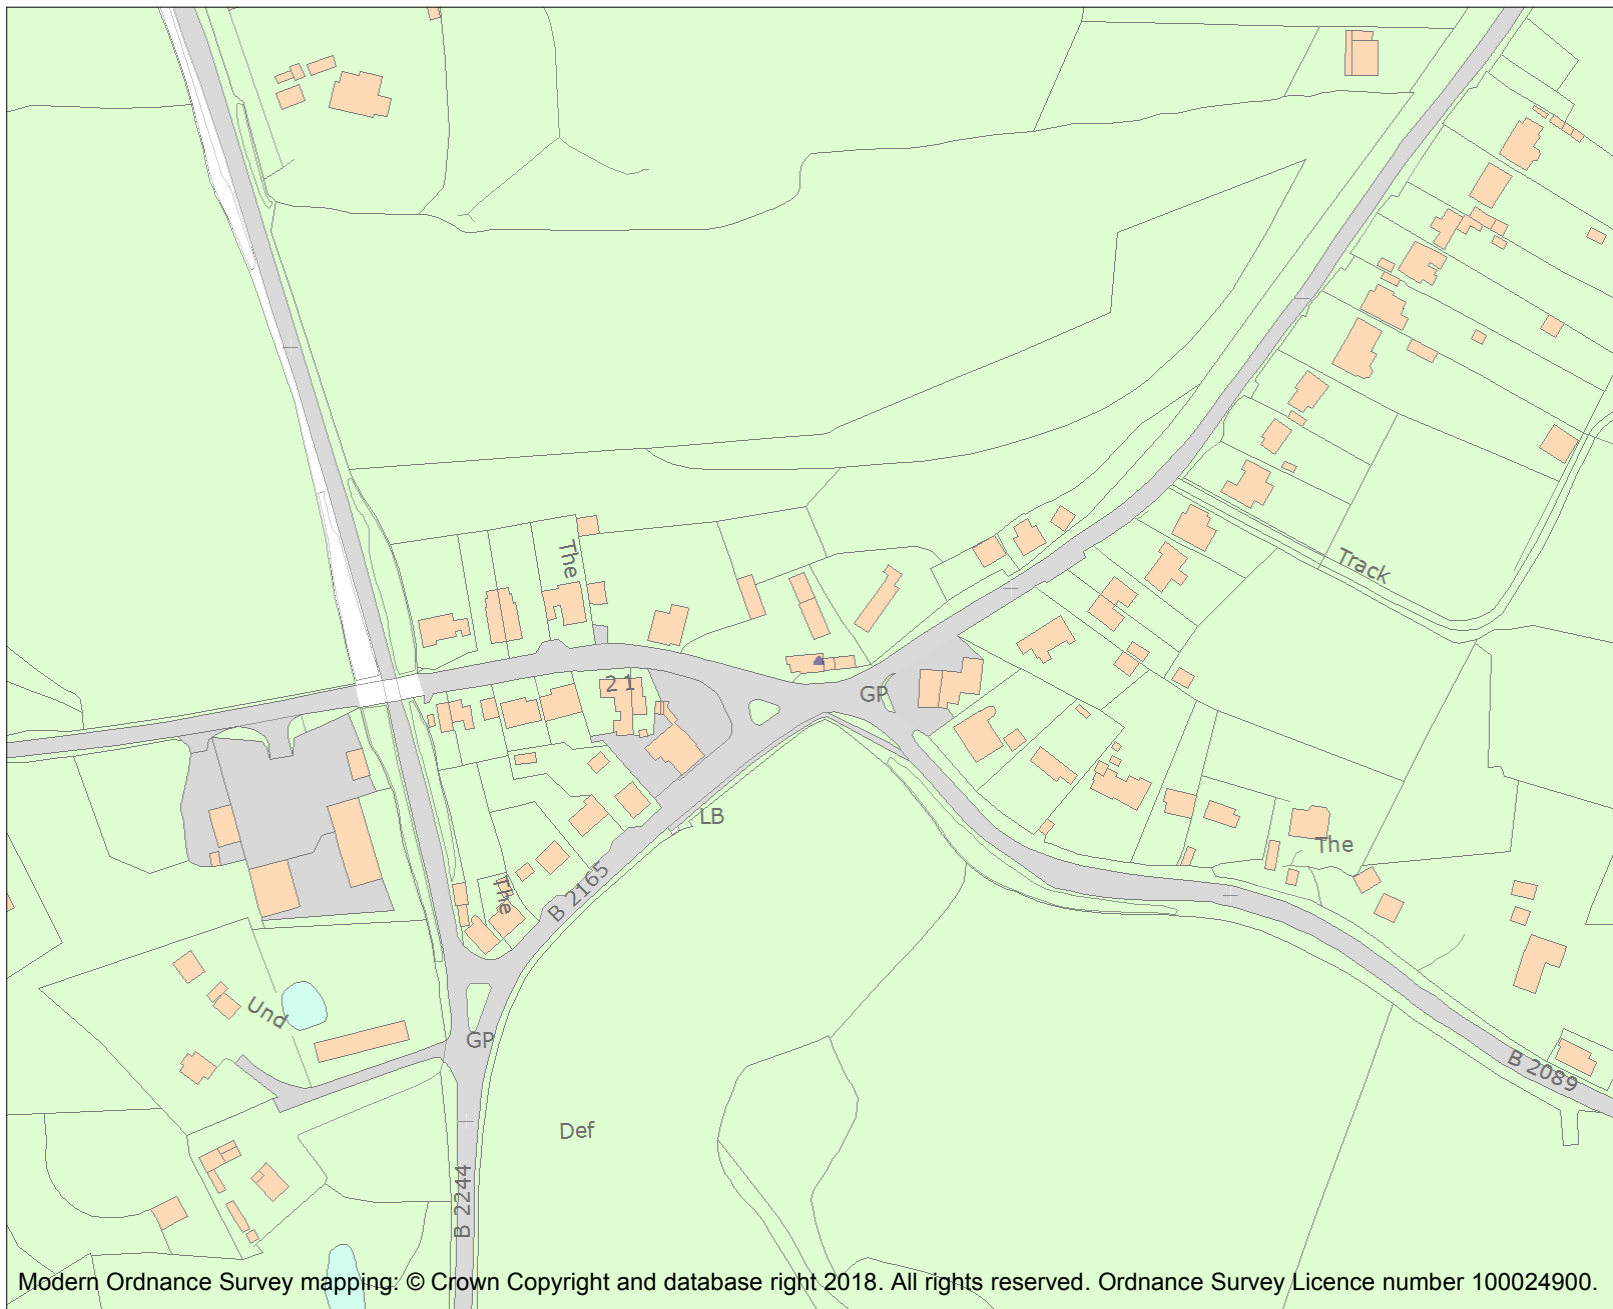 The
Track
2 1
GP
LB
The
The
B 2165
Und
GP
B 2089
Def
B 2244
Modern Ordnance Survey mapping: © Crown Copyright and database right 2018. All rights reserved. Ordnance Survey Licence number 100024900.